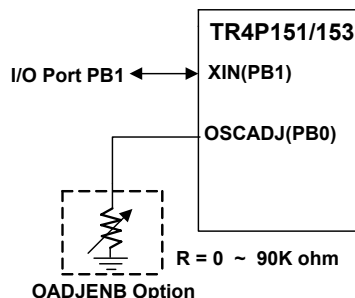 TR4P151/153
I/O Port PB1
XIN(PB1)
OSCADJ(PB0)
R = 0 ~ 90K ohm
OADJENB Option